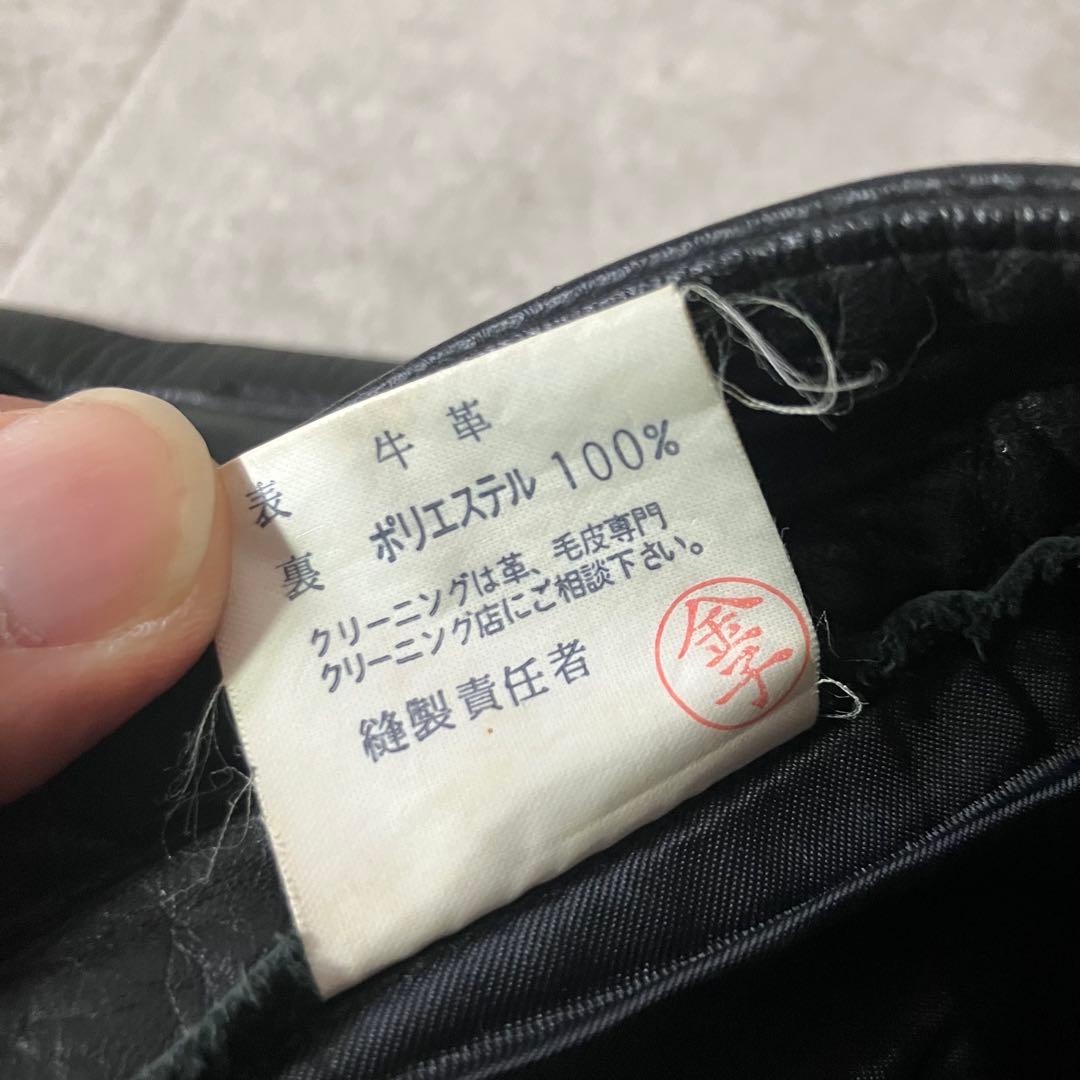 表 牛革
裏 ポリエステル 100%
クリーニングは革、毛皮専門
クリーニング店にご相談下さい。
縫製責任者 金子